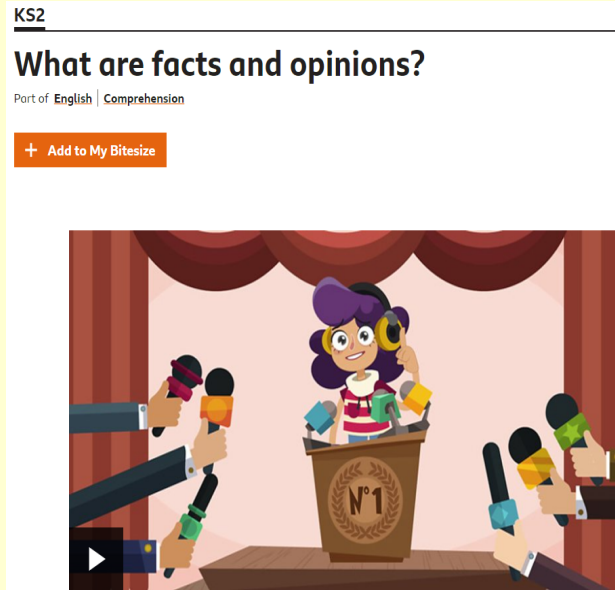 KS2
What are facts and opinions?
Part of English | Comprehension
+ Add to My Bitesize
Nº1